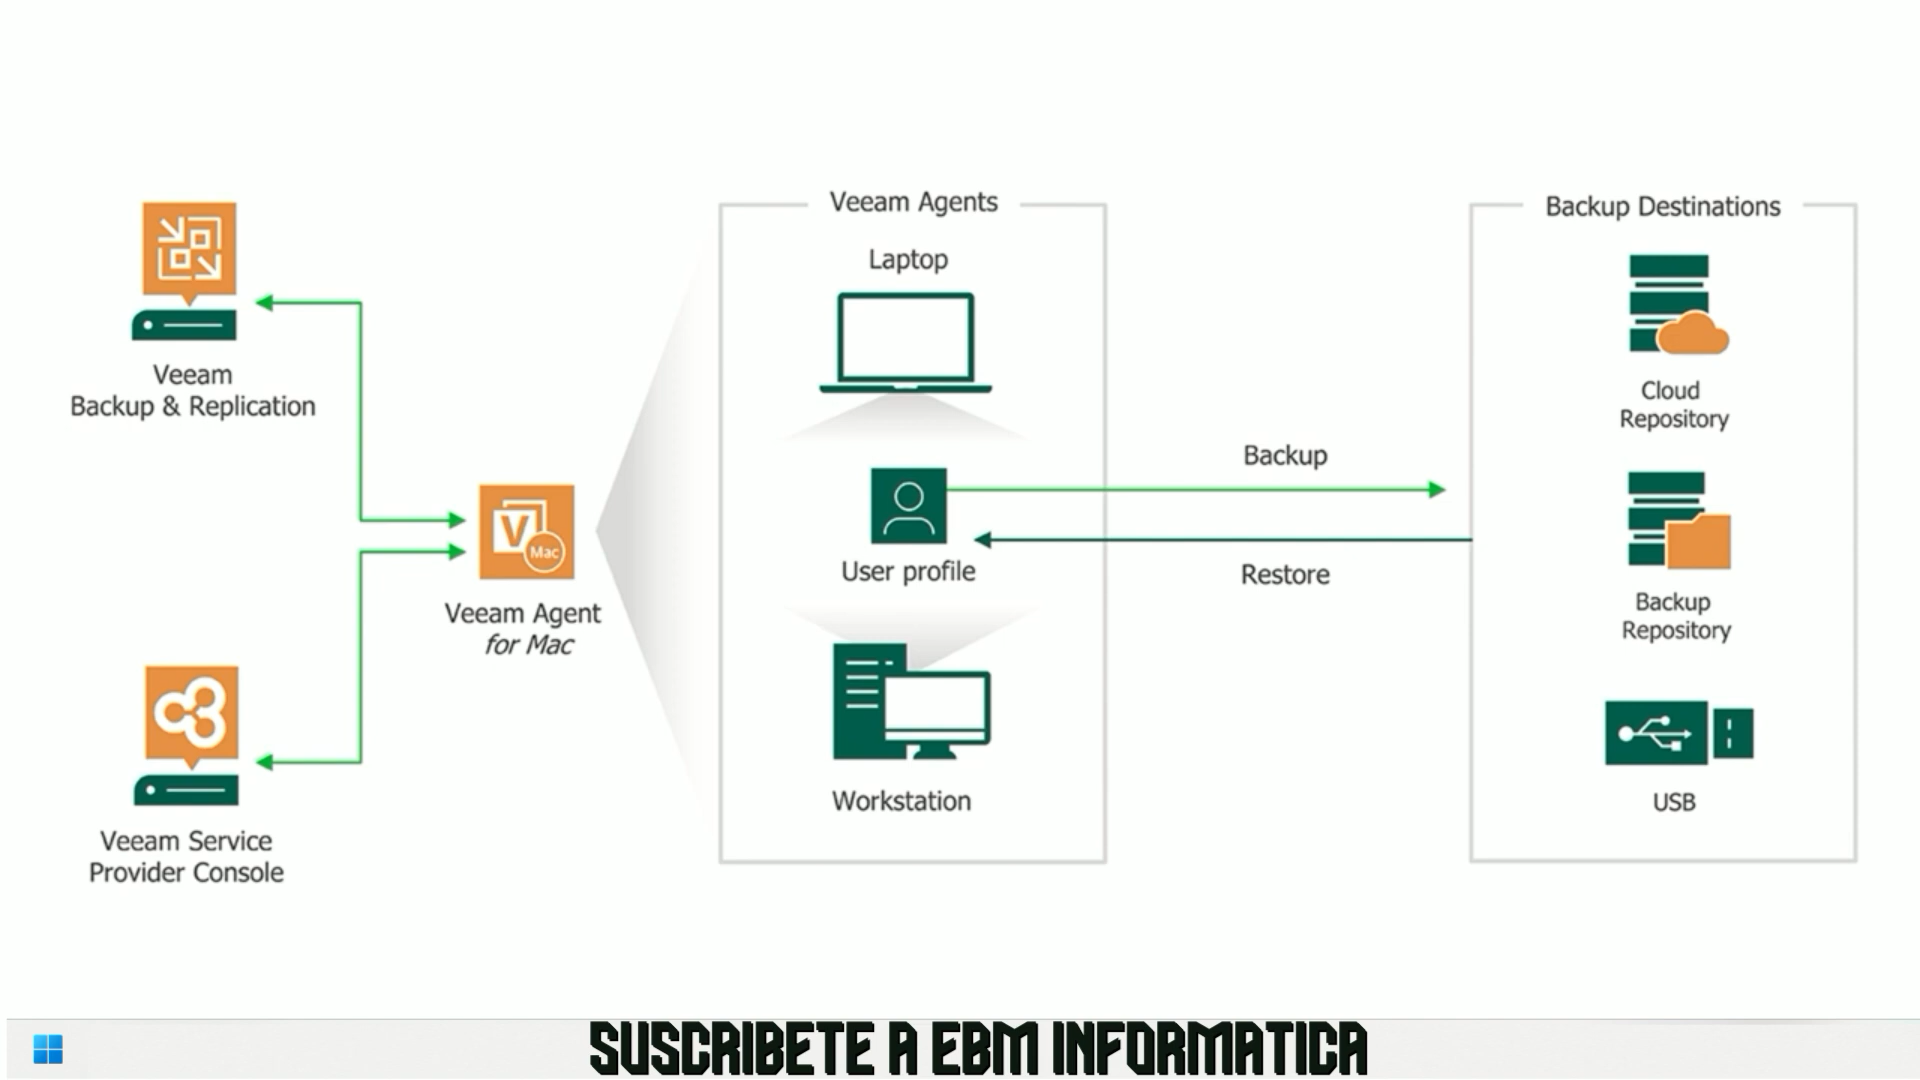 Veeam
Backup & Replication
Veeam Service
Provider Console
V
Mac
Veeam Agent
for Mac
Veeam Agents
Laptop
User profile
Workstation
Backup
Restore
Backup Destinations
Cloud
Repository
Backup
Repository
USB
SUSCRIBETE A EBM INFORMATICA